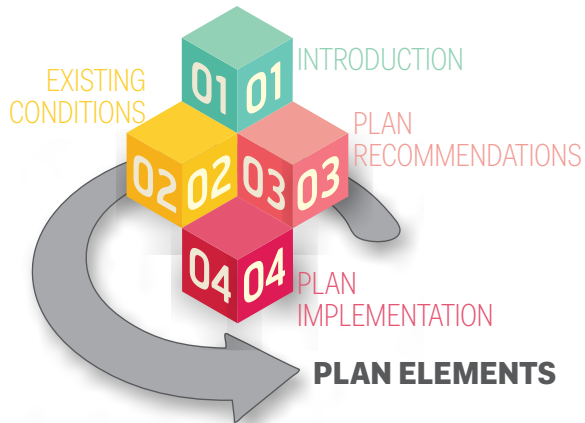 01 01
INTRODUCTION
EXISTING
CONDITIONS
02 02
03 03
PLAN
RECOMMENDATIONS
04 04
PLAN
IMPLEMENTATION
PLAN ELEMENTS